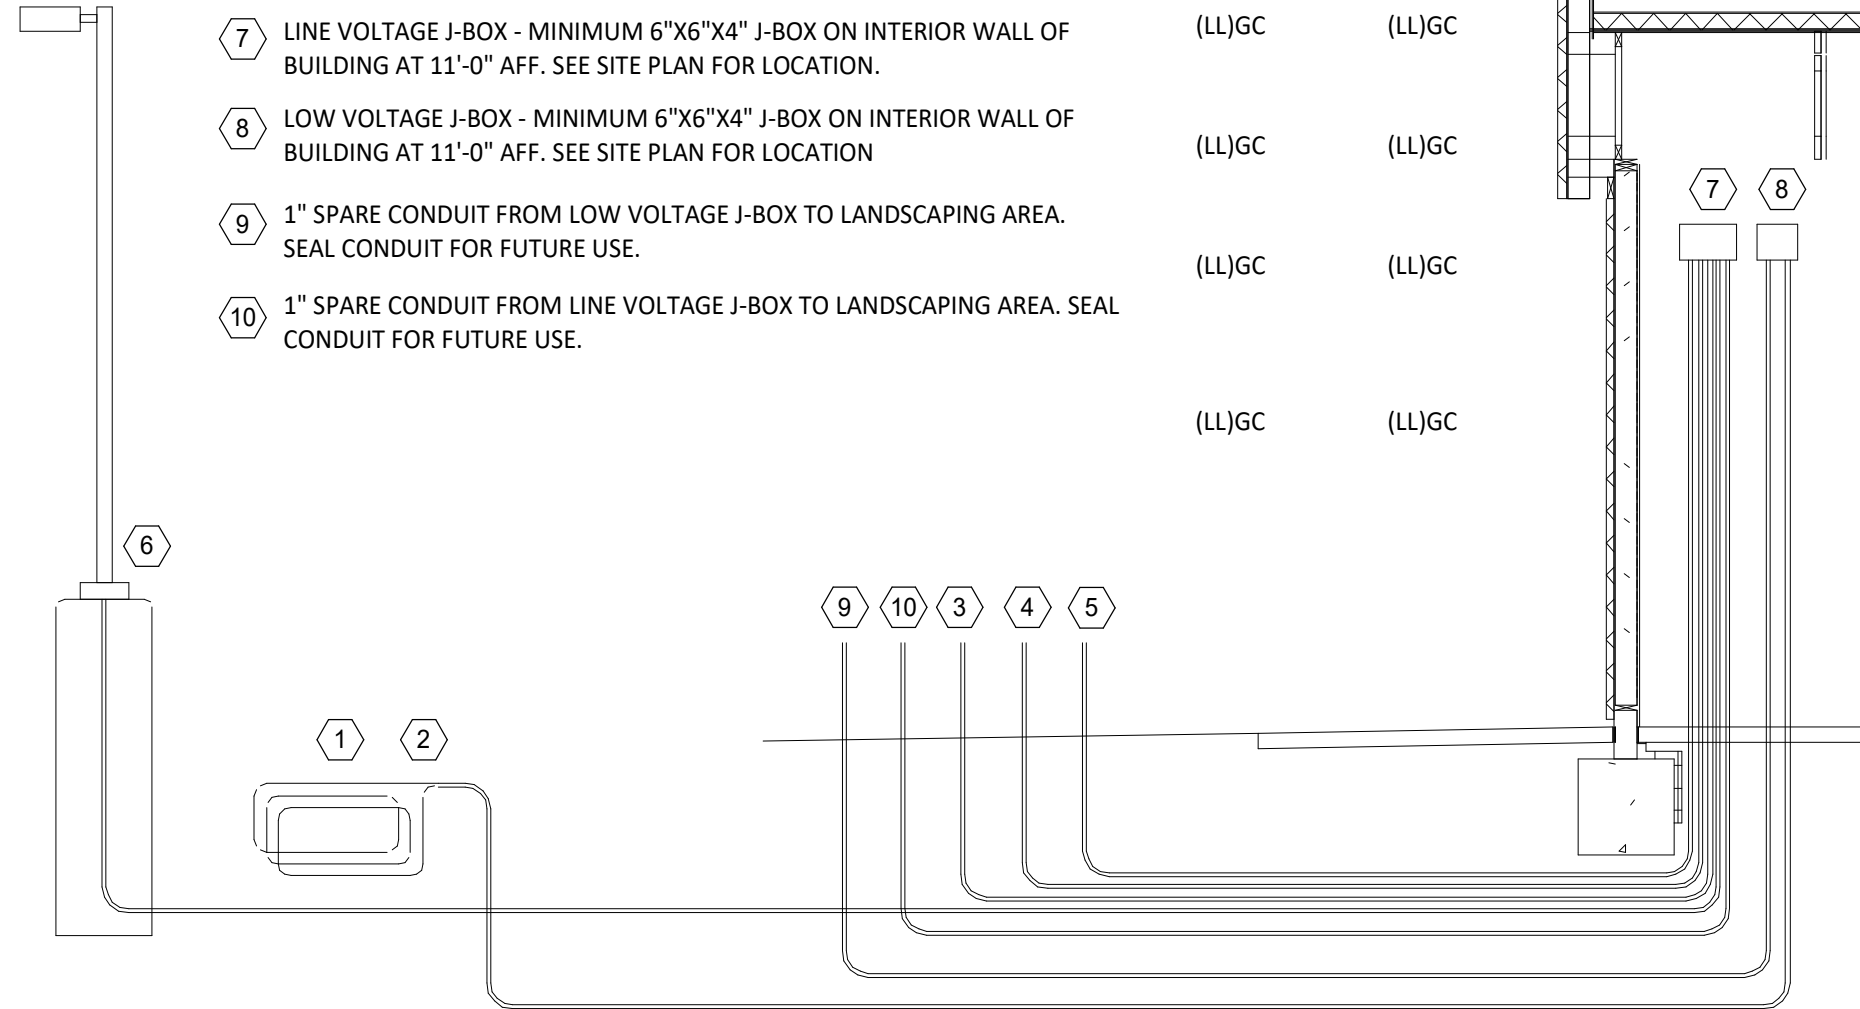 7 LINE VOLTAGE J-BOX - MINIMUM 6"X6"X4" J-BOX ON INTERIOR WALL OF
BUILDING AT 11'-0" AFF. SEE SITE PLAN FOR LOCATION.
(LL)GC (LL)GC
8 LOW VOLTAGE J-BOX - MINIMUM 6"X6"X4" J-BOX ON INTERIOR WALL OF
BUILDING AT 11'-0" AFF. SEE SITE PLAN FOR LOCATION
(LL)GC (LL)GC
9 1" SPARE CONDUIT FROM LOW VOLTAGE J-BOX TO LANDSCAPING AREA.
SEAL CONDUIT FOR FUTURE USE.
(LL)GC (LL)GC
10 1" SPARE CONDUIT FROM LINE VOLTAGE J-BOX TO LANDSCAPING AREA. SEAL
CONDUIT FOR FUTURE USE.
(LL)GC (LL)GC
7 8
6
9 10 3 4 5
1 2